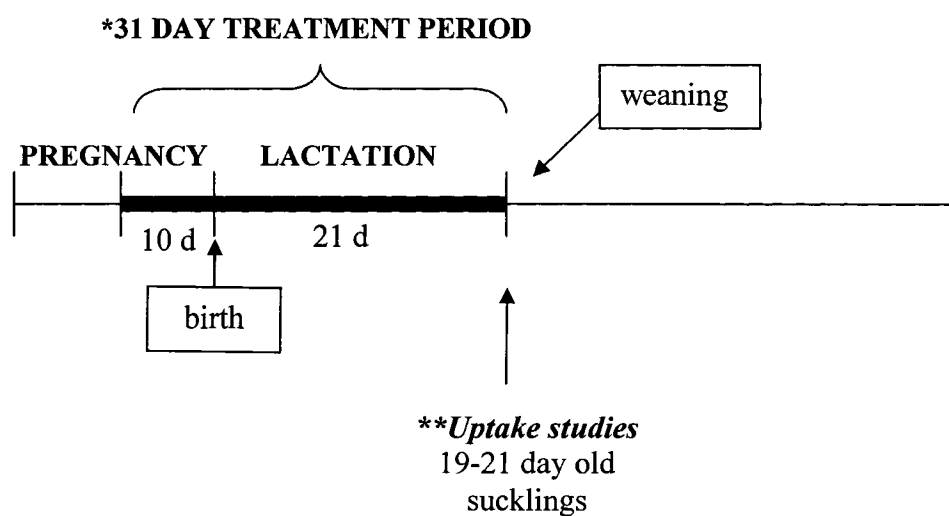 *31 DAY TREATMENT PERIOD
weaning
PREGNANCY LACTATION
10 d 21 d
birth
**Uptake studies
19-21 day old
sucklings